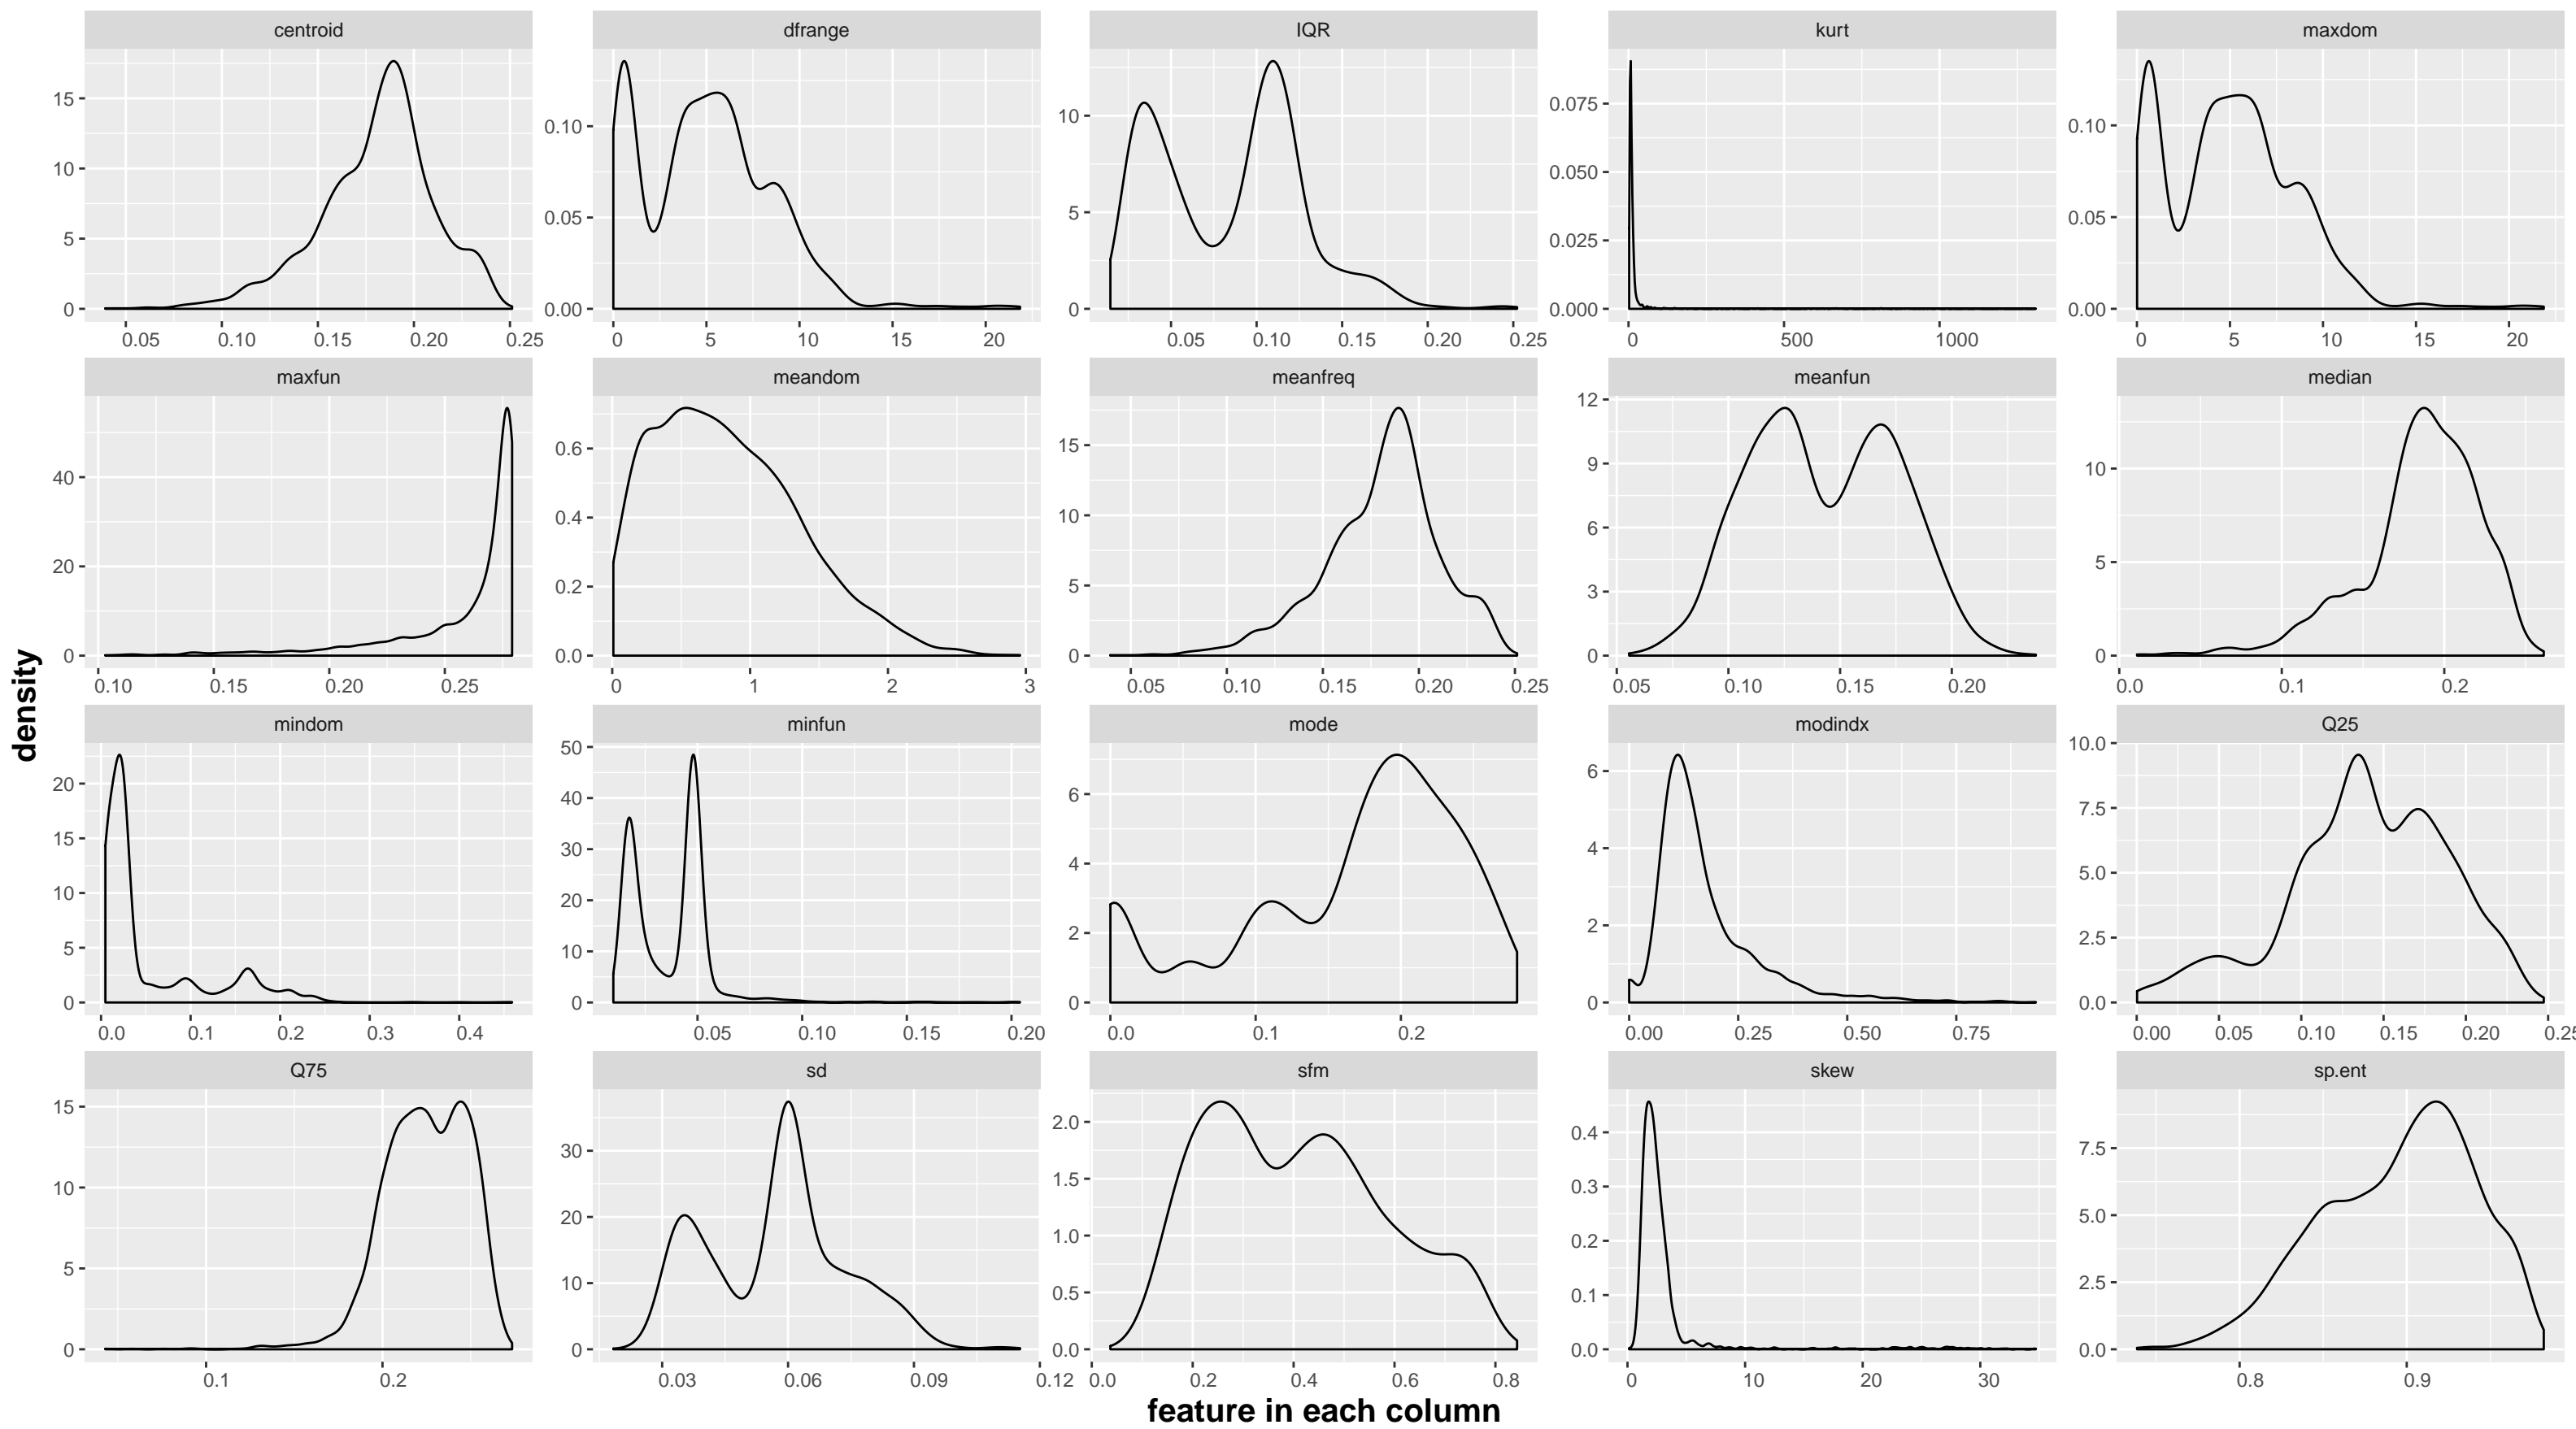 centroid dfrange IQR kurt maxdom
15 10 5 0
0.10 0.05 0.00
10 5 0
0.075 0.050 0.025 0.000
0.10 0.05 0.00
0.05 0.10 0.15 0.20 0.25
0 5 10 15 20
0.05 0.10 0.15 0.20 0.25
0 500 1000
0 5 10 15 20
maxfun meandom meanfreq meanfun median
40 20 0
0.6 0.4 0.2 0.0
15 10 5 0
12 9 6 3 0
10 5 0
0.10 0.15 0.20 0.25
0 1 2 3
0.05 0.10 0.15 0.20 0.25
0.05 0.10 0.15 0.20
0.0 0.1 0.2
density
mindom minfun mode modindx Q25
20 15 10 5 0
50 40 30 20 10 0
6 4 2 0
6 4 2 0
10.0 7.5 5.0 2.5 0.0
0.0 0.1 0.2 0.3 0.4
0.05 0.10 0.15 0.20
0.0 0.1 0.2
0.00 0.25 0.50 0.75
0.00 0.05 0.10 0.15 0.20 0.25
Q75 sd sfm skew sp.ent
15 10 5 0
30 20 10 0
2.0 1.5 1.0 0.5 0.0
0.4 0.3 0.2 0.1 0.0
7.5 5.0 2.5 0.0
0.1 0.2
0.03 0.06 0.09 0.12
0.0 0.2 0.4 0.6 0.8
0 10 20 30
0.8 0.9
feature in each column